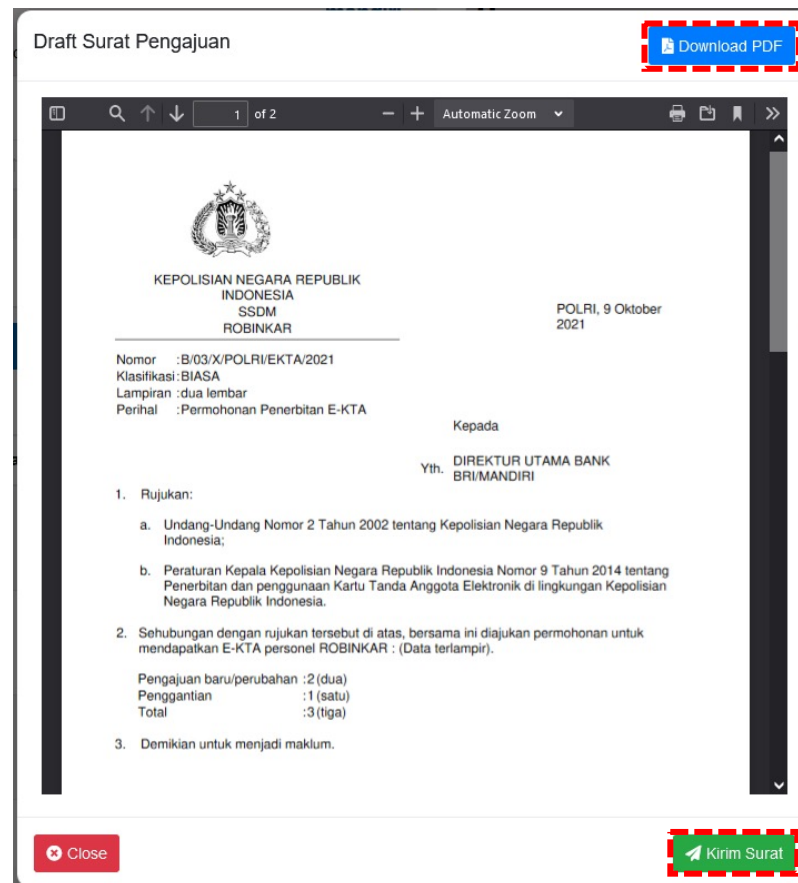 Draft Surat Pengajuan
Download PDF
1 of 2
Automatic Zoom
KEPOLISIAN NEGARA REPUBLIK
INDONESIA
SSDM
ROBINKAR
POLRI, 9 Oktober
2021
Nomor :B/03/X/POLRI/EKTA/2021
Klasifikasi:BIASA
Lampiran :dua lembar
Perihal :Permohonan Penerbitan E-KTA
Kepada
Yth. DIREKTUR UTAMA BANK
BRI/MANDIRI
1. Rujukan:
a. Undang-Undang Nomor 2 Tahun 2002 tentang Kepolisian Negara Republik
Indonesia;
b. Peraturan Kepala Kepolisian Negara Republik Indonesia Nomor 9 Tahun 2014 tentang
Penerbitan dan penggunaan Kartu Tanda Anggota Elektronik di lingkungan Kepolisian
Negara Republik Indonesia.
2. Sehubungan dengan rujukan tersebut di atas, bersama ini diajukan permohonan untuk
mendapatkan E-KTA personel ROBINKAR : (Data terlampir).
Pengajuan baru/perubahan :2 (dua)
Penggantian :1 (satu)
Total :3 (tiga)
3. Demikian untuk menjadi maklum.
Close
Kirim Surat